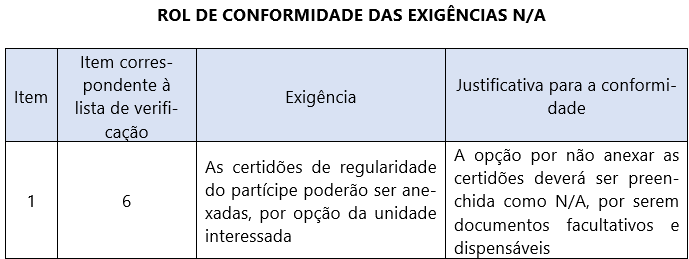 ROL DE CONFORMIDADE DAS EXIGÊNCIAS N/A
Item
Item corres-
pondente à
lista de verifi-
cação
Exigência
Justificativa para a conformi-
dade
1
6
As certidões de regularidade
do partícipe poderão ser ane-
xadas, por opção da unidade
interessada
A opção por não anexar as
certidões deverá ser preen-
chida como N/A, por serem
documentos facultativos e
dispensáveis